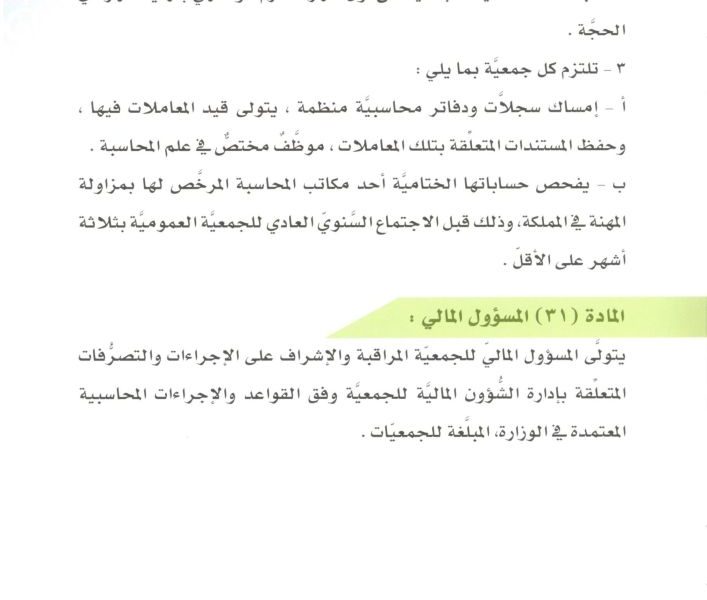 الحجَّة .
٣ - تلتزم كل جمعيَّة بما يلي :
أ - إمساك سجلاَّت ودفاتر محاسبيَّة منظمة ، يتولى قيد المعاملات فيها ،
وحفظ المستندات المتعلِّقة بتلك المعاملات ، موظَّفٌ مختصٌّ في علم المحاسبة .
ب - يفحص حساباتها الختاميَّة أحد مكاتب المحاسبة المرخَّص لها بمزاولة
المهنة في المملكة، وذلك قبل الاجتماع السَّنويّ العادي للجمعيَّة العموميَّة بثلاثة
أشهر على الأقلّ .
المادة (٣١) المسؤول المالي :
يتولَّى المسؤول الماليّ للجمعيّة المراقبة والإشراف على الإجراءات والتصرُّفات
المتعلِّقة بإدارة الشُّؤون الماليَّة للجمعيَّة وفق القواعد والإجراءات المحاسبية
المعتمدة في الوزارة، المبلَّغة للجمعيّات .